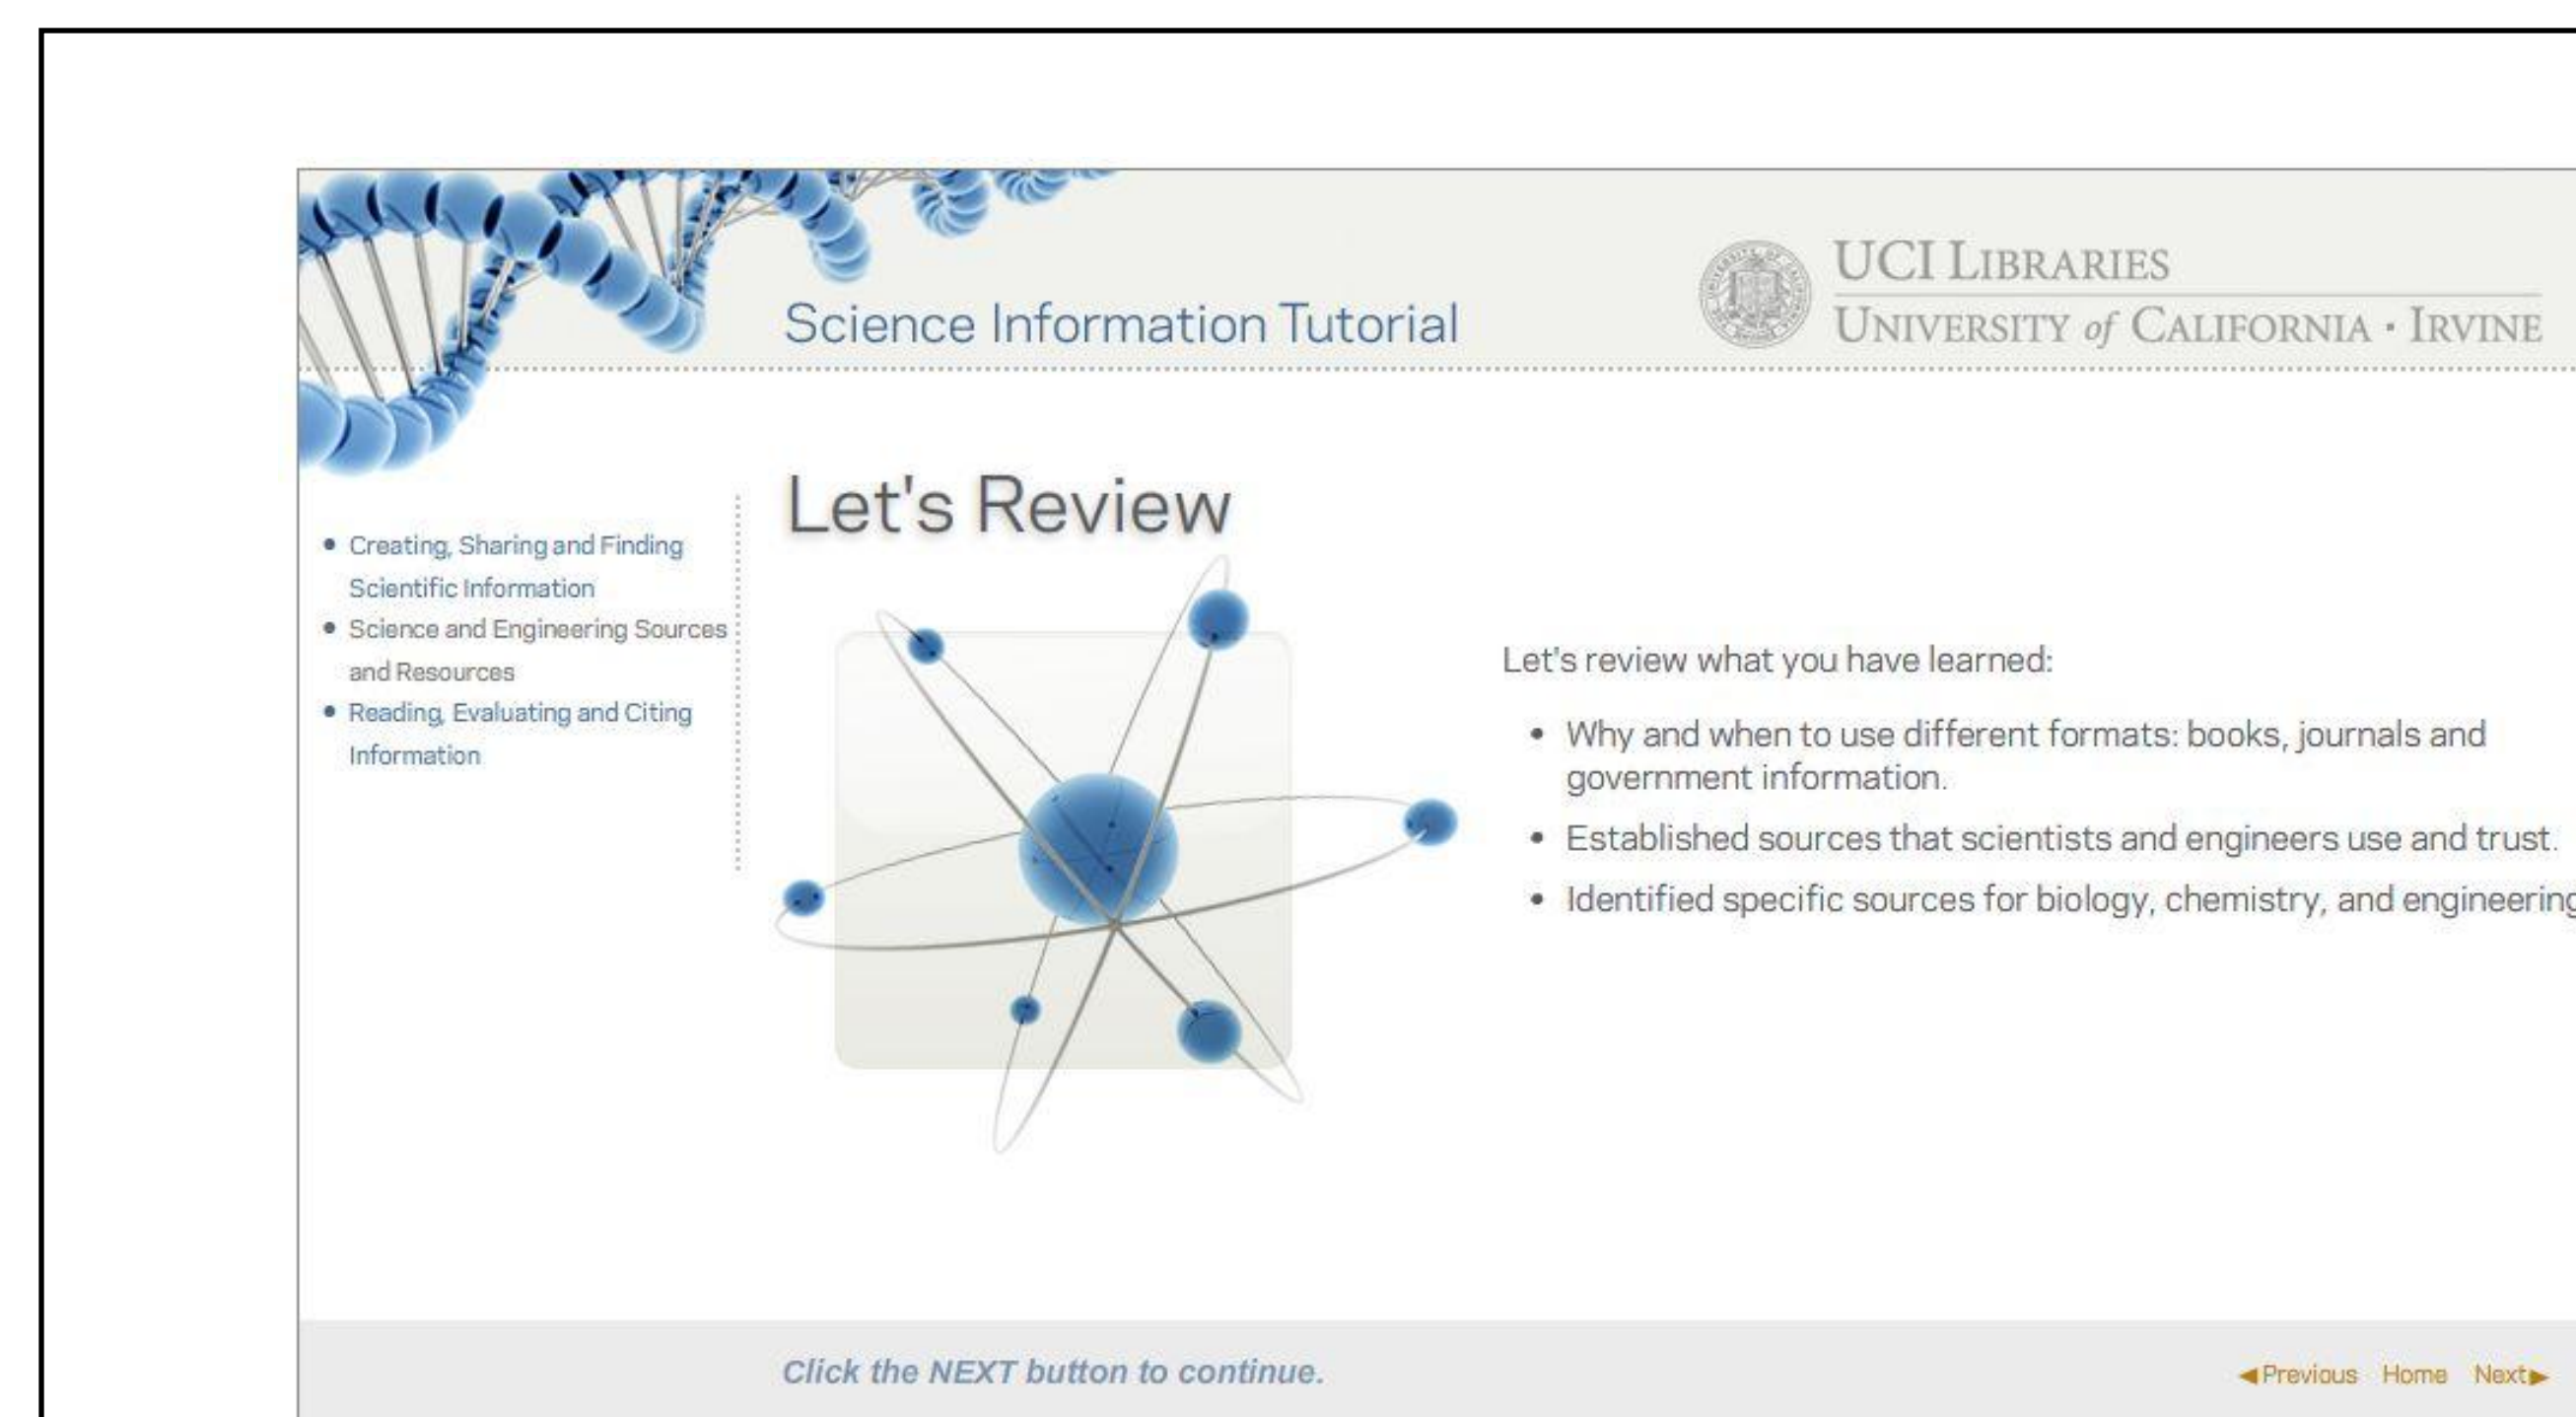 UCI LIBRARIES
Science Information Tutorial
UNIVERSITY of CALIFORNIA · IRVINE
Let's Review
• Creating, Sharing and Finding
Scientific Information
• Science and Engineering Sources
and Resources
• Reading, Evaluating and Citing
Information
Let's review what you have learned:
• Why and when to use different formats: books, journals and
government information.
• Established sources that scientists and engineers use and trust.
• Identified specific sources for biology, chemistry, and engineering
Click the NEXT button to continue.
◀Previous Home Next▶